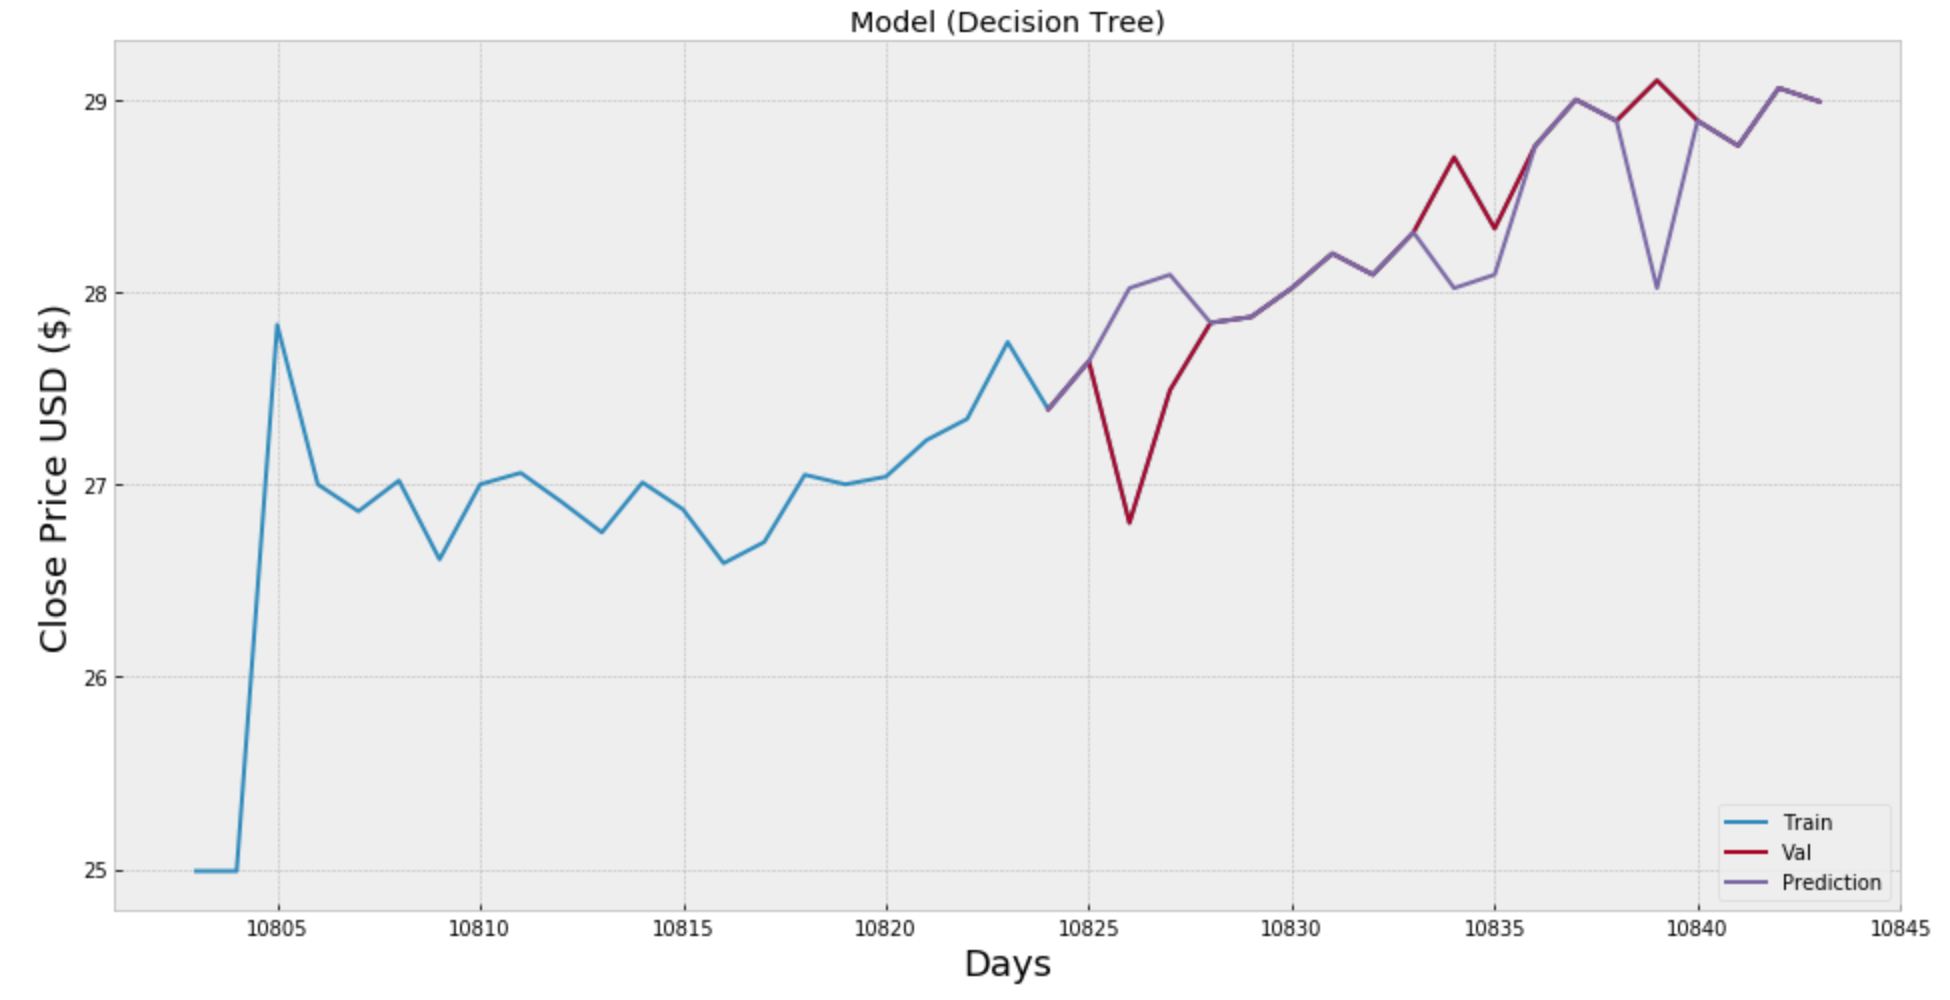 Model (Decision Tree)
Close Price USD ($)
29
28
27
26
25
10805 10810 10815 10820 10825 10830 10835 10840 10845
Days
Train
Val
Prediction